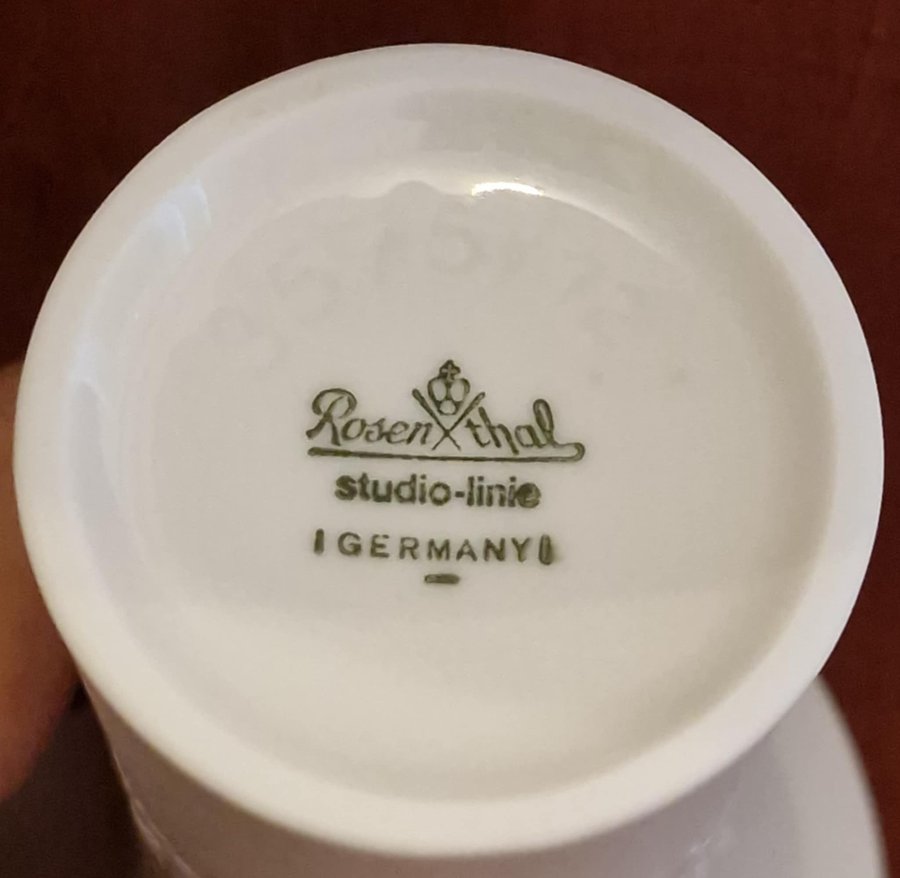 Rosenthal
studio-linie
GERMANY